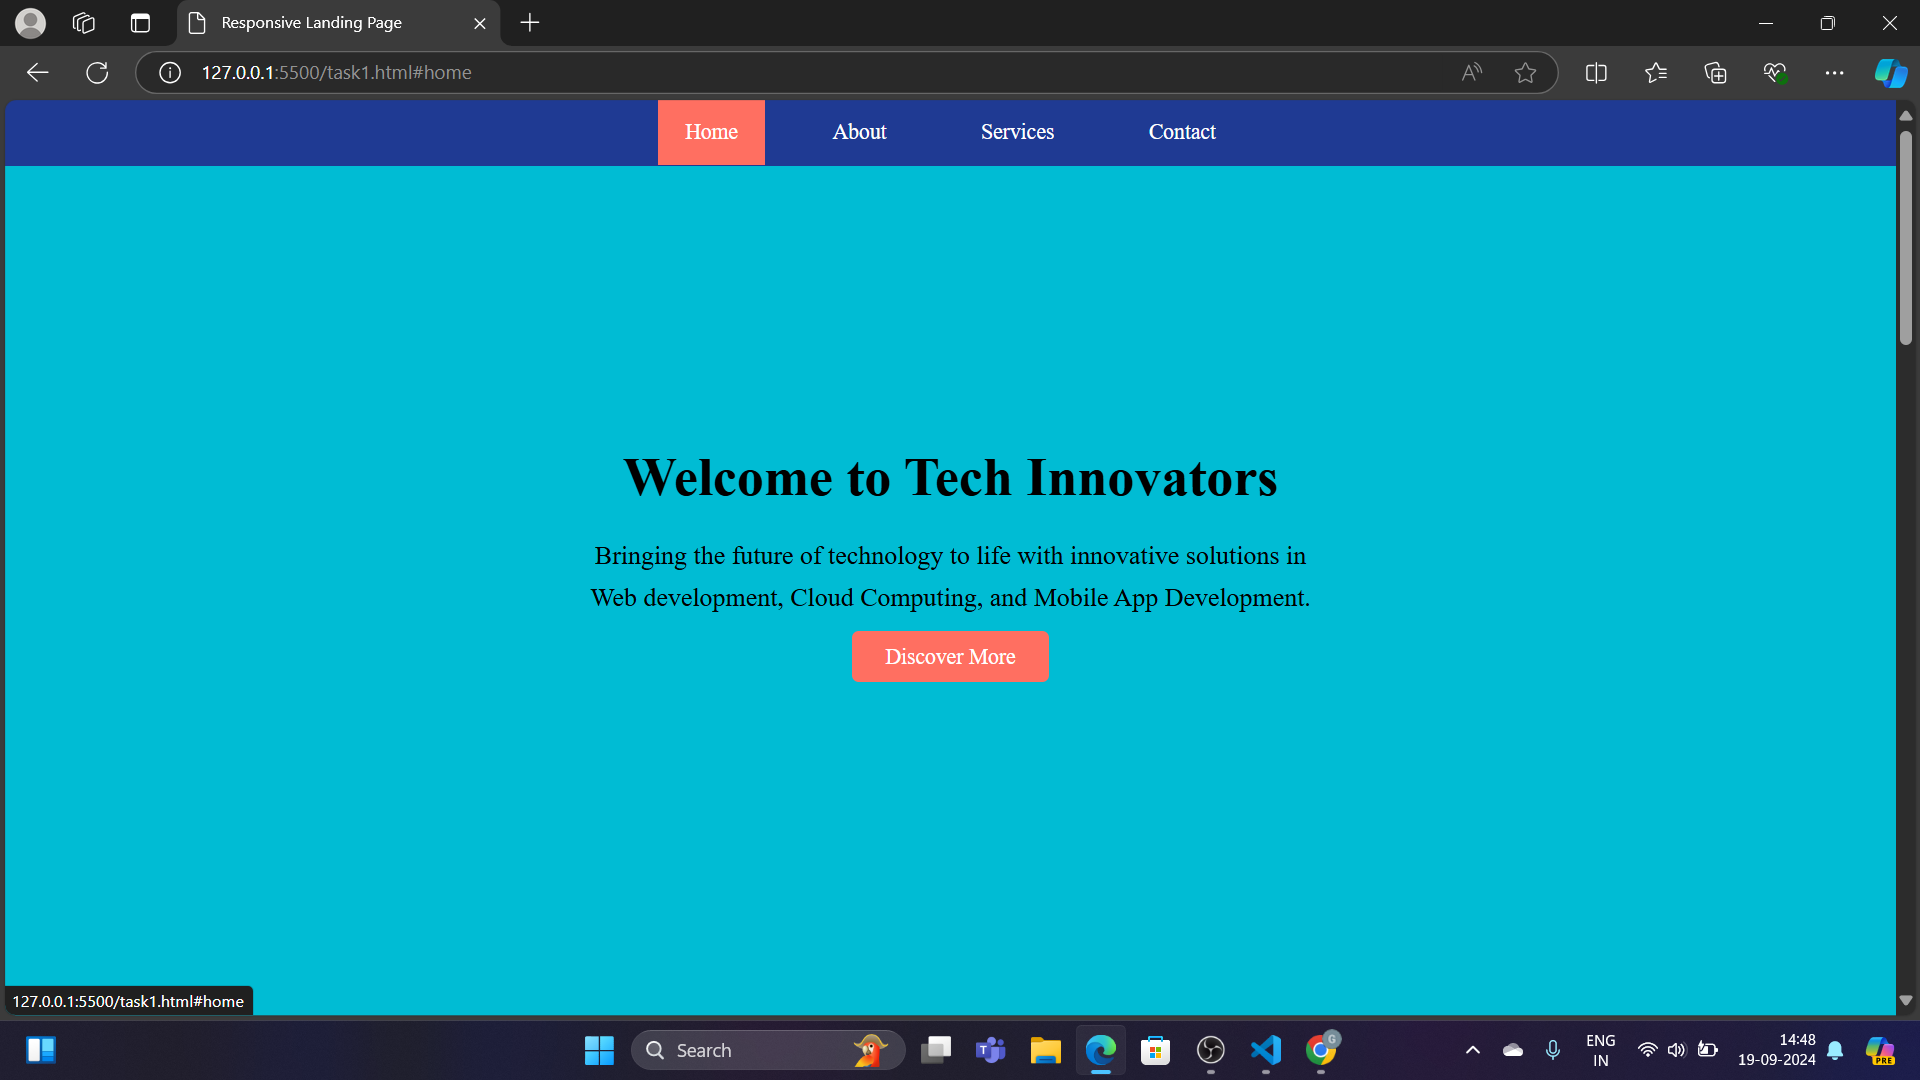 Responsive Landing Page
127.0.0.1:5500/task1.html#home
Home About Services Contact
Welcome to Tech Innovators
Bringing the future of technology to life with innovative solutions in
Web development, Cloud Computing, and Mobile App Development.
Discover More
127.0.0.1:5500/task1.html#home
Search
T
G
ENG
IN
14:48
19-09-2024
PRE